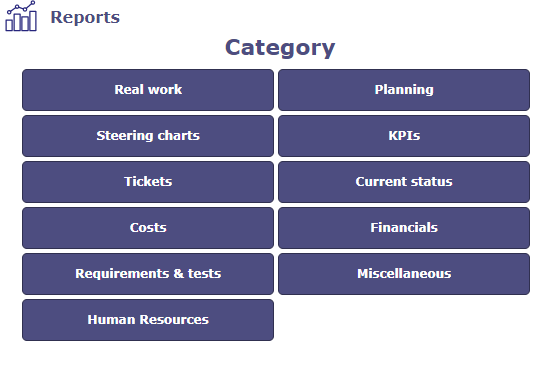 Reports
Category
Real work
Planning
Steering charts
KPIs
Tickets
Current status
Costs
Financials
Requirements & tests
Miscellaneous
Human Resources